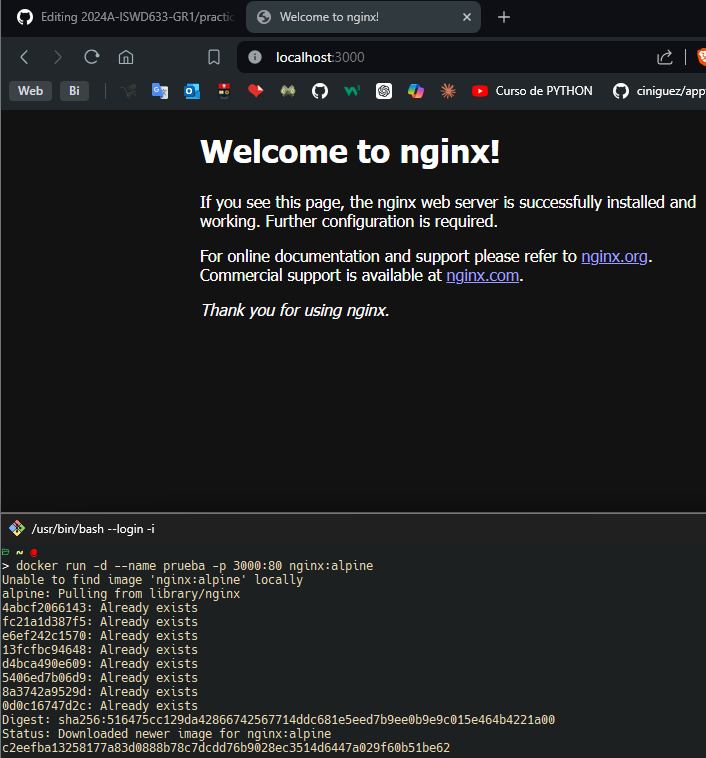 Editing 2024A-ISWD633-GR1/practic
Welcome to nginx!
localhost:3000
Web
Bi
Curso de PYTHON
ciniguez/app
Welcome to nginx!
If you see this page, the nginx web server is successfully installed and
working. Further configuration is required.
For online documentation and support please refer to nginx.org.
Commercial support is available at nginx.com.
Thank you for using nginx.
/usr/bin/bash --login -i
~
> docker run -d --name prueba -p 3000:80 nginx:alpine
Unable to find image 'nginx:alpine' locally
alpine: Pulling from library/nginx
4abcf2066143: Already exists
fc21a1d387f5: Already exists
e6ef242c1570: Already exists
13fcfbc94648: Already exists
d4bca490e609: Already exists
5406ed7b06d9: Already exists
8a3742a9529d: Already exists
0d0c16747d2c: Already exists
Digest: sha256:516475cc129da42866742567714ddc681e5eed7b9ee0b9e9c015e464b4221a00
Status: Downloaded newer image for nginx:alpine
c2eefba13258177a83d0888b78c7dcdd76b9028ec3514d6447a029f60b51be62